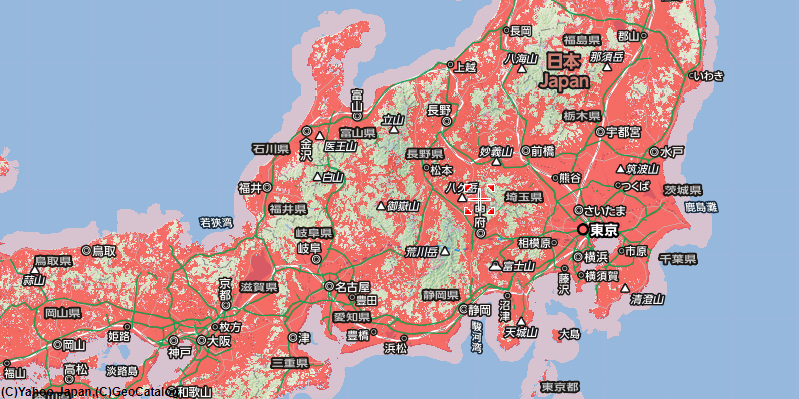 長岡
福島県
郡山
日本
Japan
八海山
那須岳
上越
いわき
富山
長野
栃木県
立山
宇都宮
金沢
富山県
医王山
石川県
長野県
妙義山
前橋
水戸
松本
筑波山
白山
熊谷
つくば
茨城県
福井
八ケ岳
埼玉県
鹿島灘
福井県
御嶽山
府
さいたま
若狭湾
岐阜県
東京
鳥取
岐阜
荒川岳
相模原
市原
横浜
千葉県
鳥取県
富士山
蒜山
滋賀県
京都
名古屋
豊田
静岡県
沼津
藤沢
横須賀
清澄山
岡山県
愛知県
静岡
枚方
姫路
豊橋
駿河湾
天城山
大島
岡山
神戸
大阪
津
浜松
三重県
福山
高松
淡路島
和歌山
東京都
(C)Yahoo Japan,(C)GeoCatalog